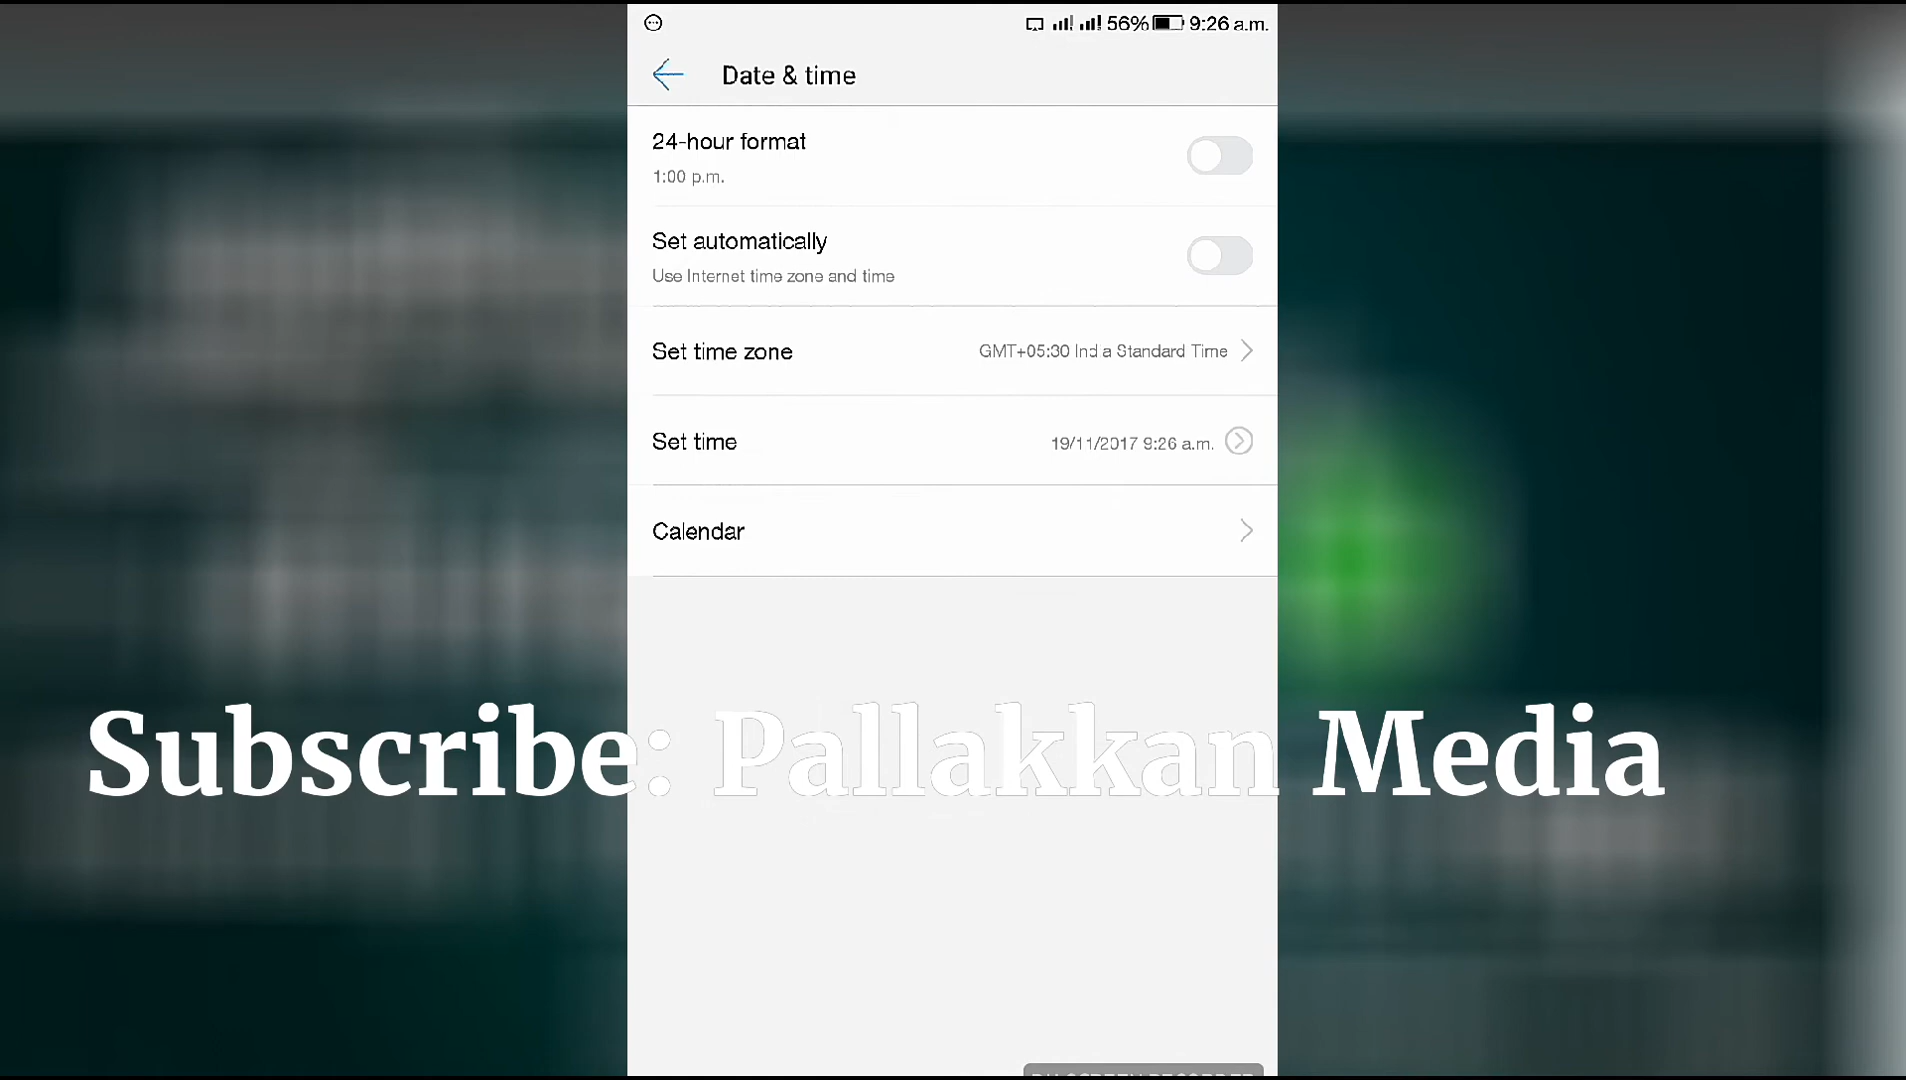 56% 9:26 a.m.
Date & time
24-hour format
1:00 p.m.
Set automatically
Use Internet time zone and time
Set time zone
GMT+05:30 Ind a Standard Time
Set time
19/11/2017 9:26 a.m.
Calendar
Subscribe: Pallakkan Media